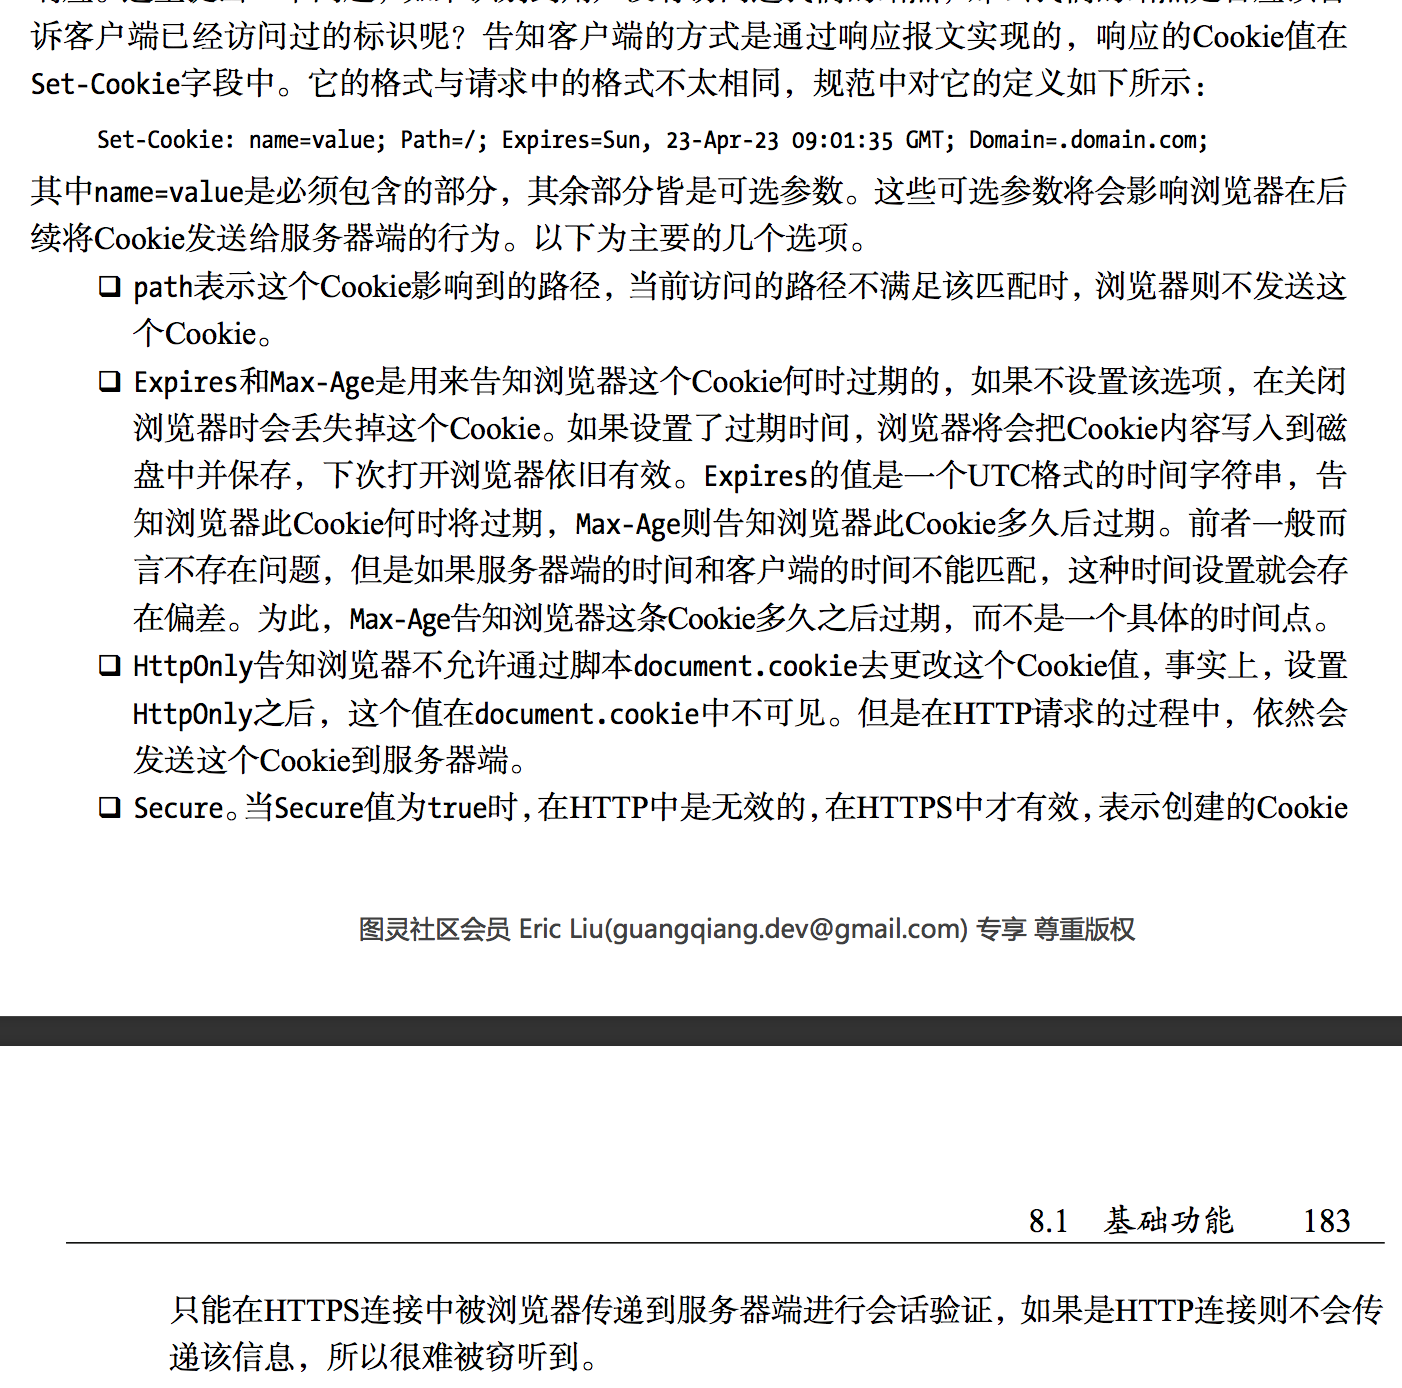 诉客户端已经访问过的标识呢？告知客户端的方式是通过响应报文实现的，响应的Cookie值在
Set-Cookie字段中。它的格式与请求中的格式不太相同，规范中对它的定义如下所示：
Set-Cookie: name=value; Path=/; Expires=Sun, 23-Apr-23 09:01:35 GMT; Domain=.domain.com;
其中name=value是必须包含的部分，其余部分皆是可选参数。这些可选参数将会影响浏览器在后
续将Cookie发送给服务器端的行为。以下为主要的几个选项。
❏ path表示这个Cookie影响到的路径，当前访问的路径不满足该匹配时，浏览器则不发送这
个Cookie。
❏ Expires和Max-Age是用来告知浏览器这个Cookie何时过期的，如果不设置该选项，在关闭
浏览器时会丢失掉这个Cookie。如果设置了过期时间，浏览器将会把Cookie内容写入到磁
盘中并保存，下次打开浏览器依旧有效。Expires的值是一个UTC格式的时间字符串，告
知浏览器此Cookie何时将过期，Max-Age则告知浏览器此Cookie多久后过期。前者一般而
言不存在问题，但是如果服务器端的时间和客户端的时间不能匹配，这种时间设置就会存
在偏差。为此，Max-Age告知浏览器这条Cookie多久之后过期，而不是一个具体的时间点。
❏ HttpOnly告知浏览器不允许通过脚本document.cookie去更改这个Cookie值，事实上，设置
HttpOnly之后，这个值在document.cookie中不可见。但是在HTTP请求的过程中，依然会
发送这个Cookie到服务器端。
❏ Secure。当Secure值为true时，在HTTP中是无效的，在HTTPS中才有效，表示创建的Cookie
图灵社区会员 Eric Liu(guangqiang.dev@gmail.com) 专享 尊重版权
8.1 基础功能 183
只能在HTTPS连接中被浏览器传递到服务器端进行会话验证，如果是HTTP连接则不会传
递该信息，所以很难被窃听到。